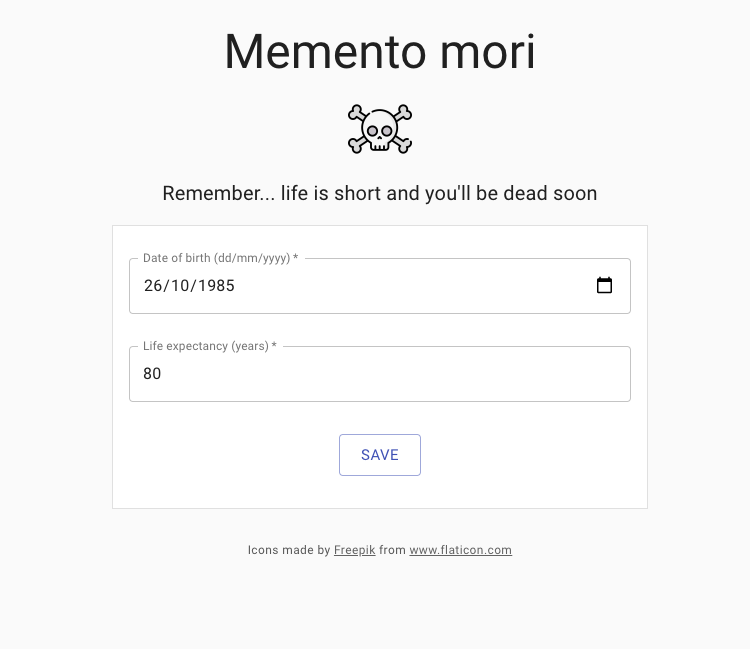 Memento mori
Remember... life is short and you'll be dead soon
Date of birth (dd/mm/yyyy) *
26/10/1985
Life expectancy (years) *
80
SAVE
Icons made by Freepik from www.flaticon.com